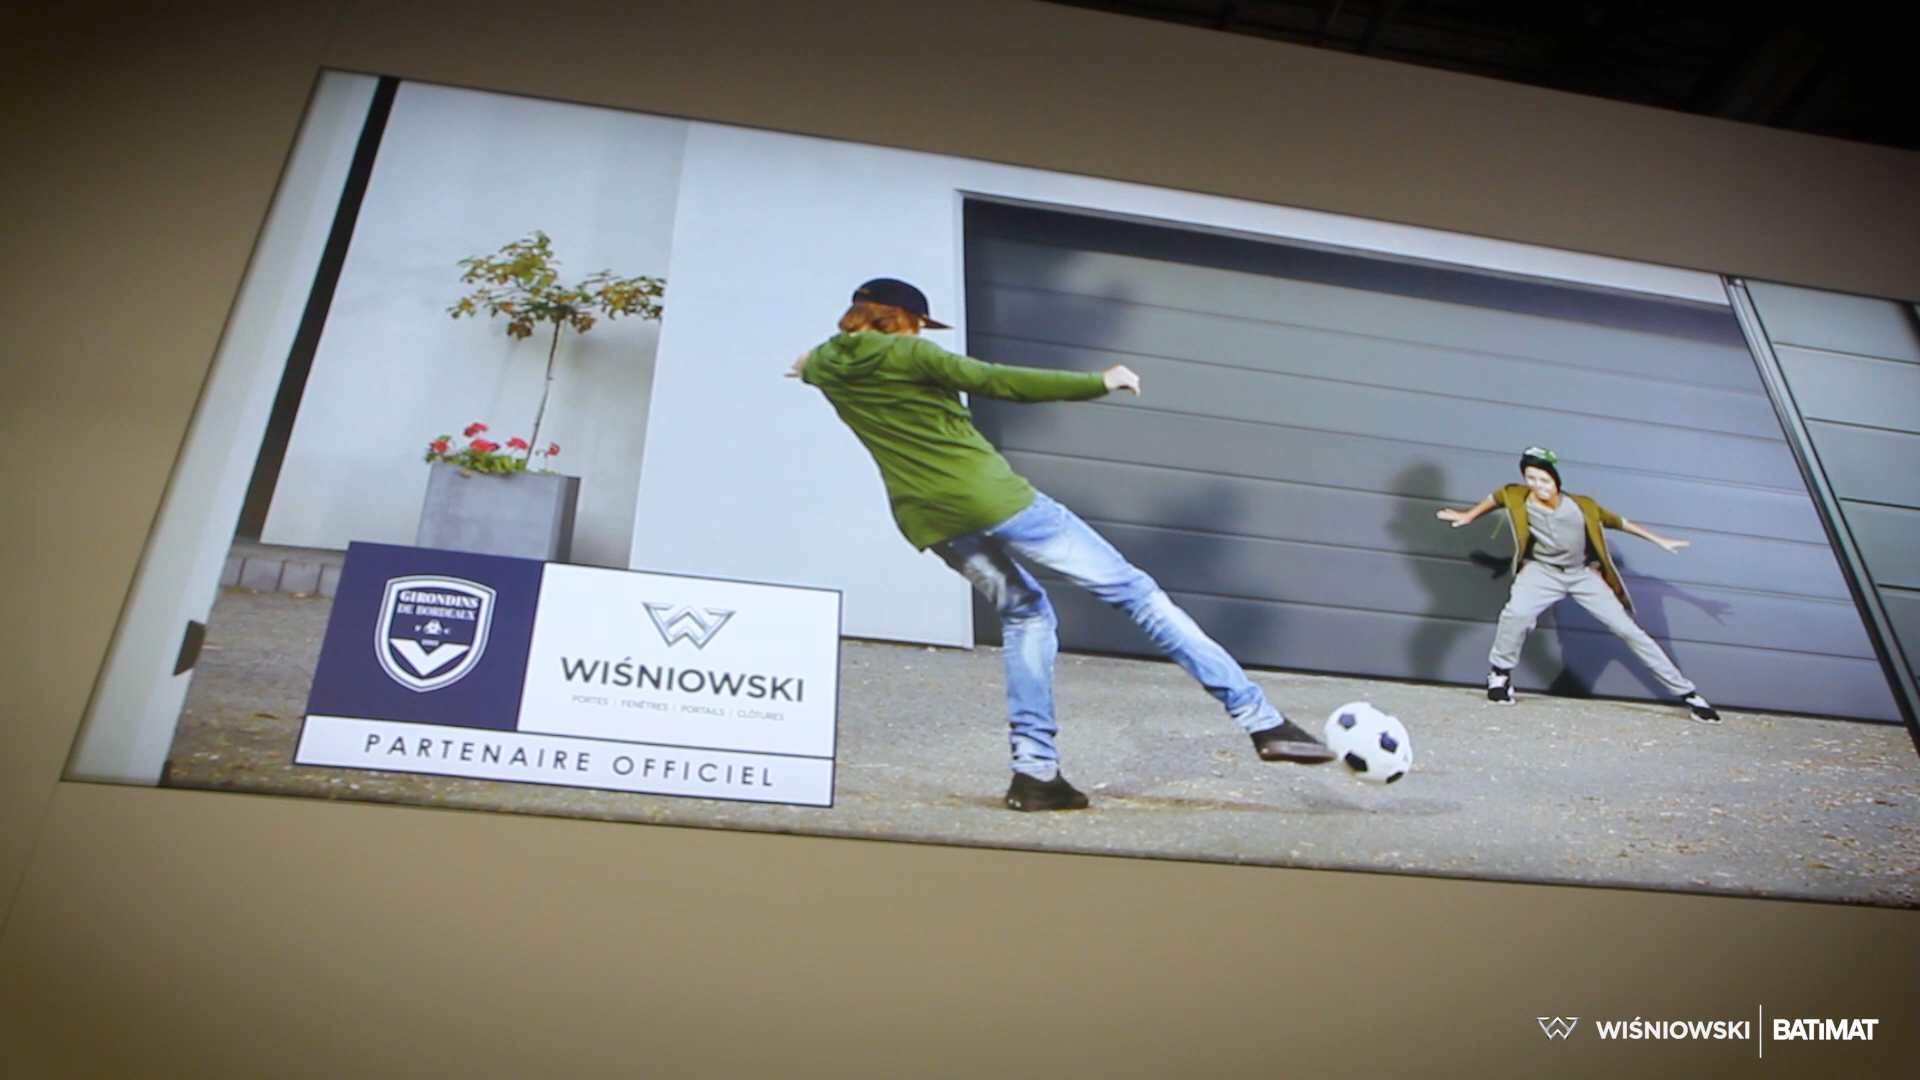 GIRONDINS
DE BORDEAUX
F C
WIŚNIOWSKI
PORTES | FENÊTRES | PORTAILS | CLÔTURES
PARTENAIRE OFFICIEL
WIŚNIOWSKI | BATiMAT